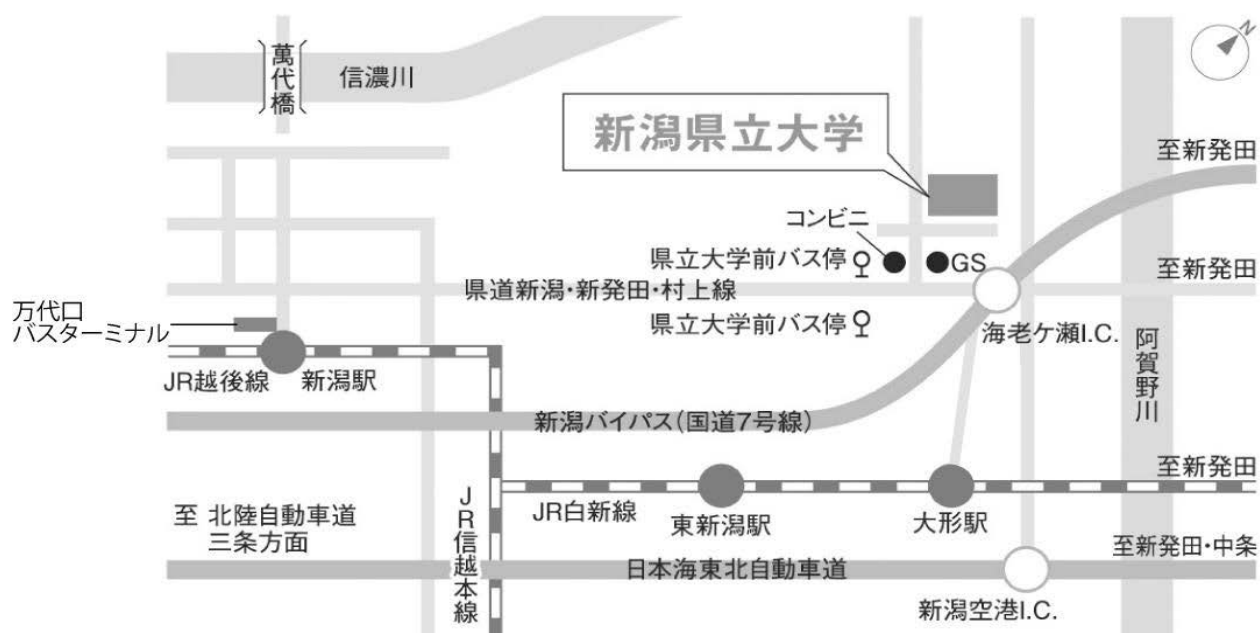 N
萬代橋
信濃川
新潟県立大学
至新発田
コンビニ
県立大学前バス停
GS
至新発田
県道新潟・新発田・村上線
万代口
バスターミナル
県立大学前バス停
海老ケ瀬I.C.
阿賀野川
JR越後線
新潟駅
新潟バイパス(国道7号線)
至新発田
JR白新線
東新潟駅
大形駅
JR信越本線
至 北陸自動車道
三条方面
至新発田・中条
日本海東北自動車道
新潟空港I.C.